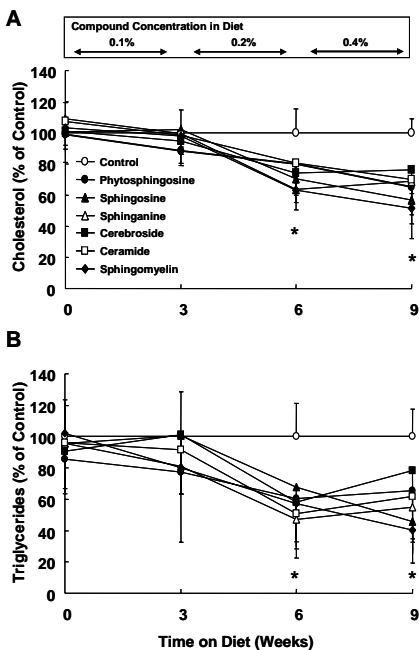 A
Compound Concentration in Diet
0.1% 0.2% 0.4%
Cholesterol (% of Control)
140
120
100
80
60
40
20
0
Control
Phytosphingosine
Sphingosine
Sphinganine
Cerebroside
Ceramide
Sphingomyelin
* *
0 3 6 9
B
Triglycerides (% of Control)
140
120
100
80
60
40
20
0
* *
0 3 6 9
Time on Diet (Weeks)